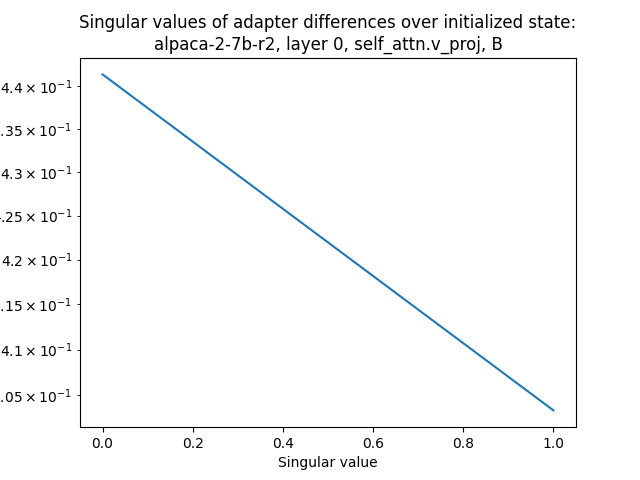 Singular values of adapter differences over initialized state:
alpaca-2-7b-r2, layer 0, self_attn.v_proj, B
4.4 × 10⁻¹
.35 × 10⁻¹
4.3 × 10⁻¹
.25 × 10⁻¹
4.2 × 10⁻¹
.15 × 10⁻¹
4.1 × 10⁻¹
.05 × 10⁻¹
0.0 0.2 0.4 0.6 0.8 1.0
Singular value